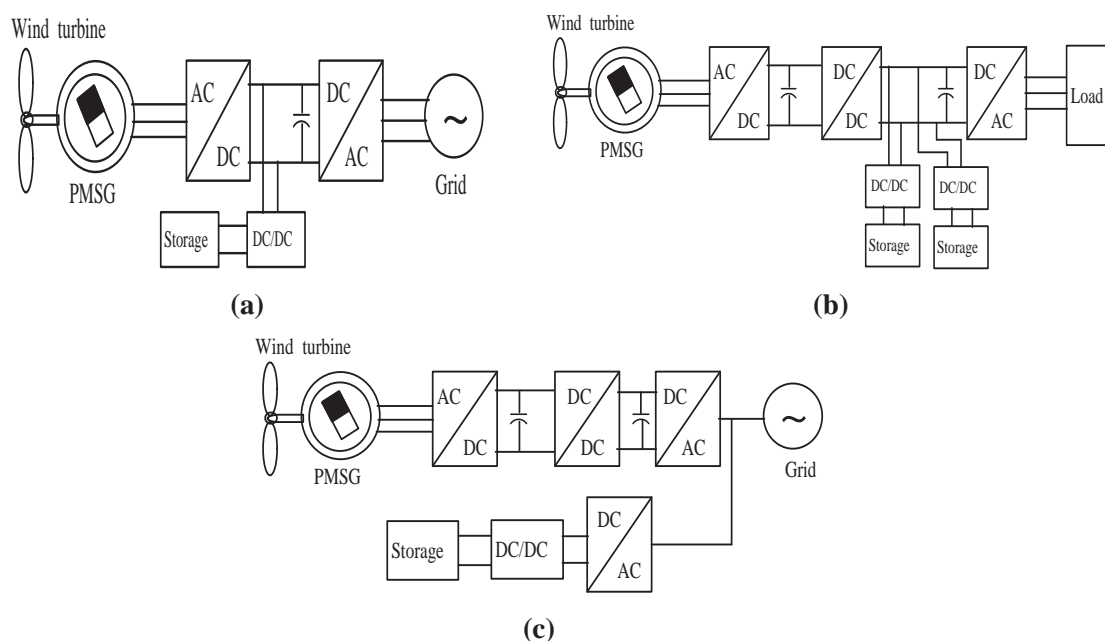 Wind turbine
PMSG
AC
DC
DC
AC
~
Grid
Storage
DC/DC
(a)
Wind turbine
PMSG
AC
DC
DC
DC
DC
AC
Load
DC/DC
DC/DC
Storage
Storage
(b)
Wind turbine
PMSG
AC
DC
DC
DC
DC
AC
~
Grid
Storage
DC/DC
DC
AC
(c)